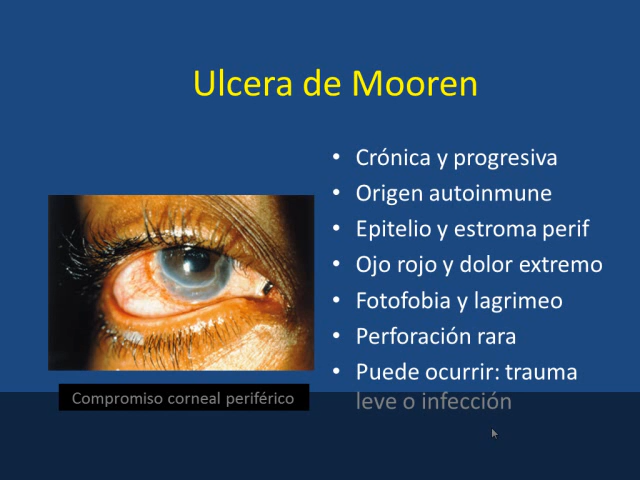 Ulcera de Mooren
• Crónica y progresiva
• Origen autoinmune
• Epitelio y estroma perif
• Ojo rojo y dolor extremo
• Fotofobia y lagrimeo
• Perforación rara
• Puede ocurrir: trauma
leve o infección
Compromiso corneal periférico